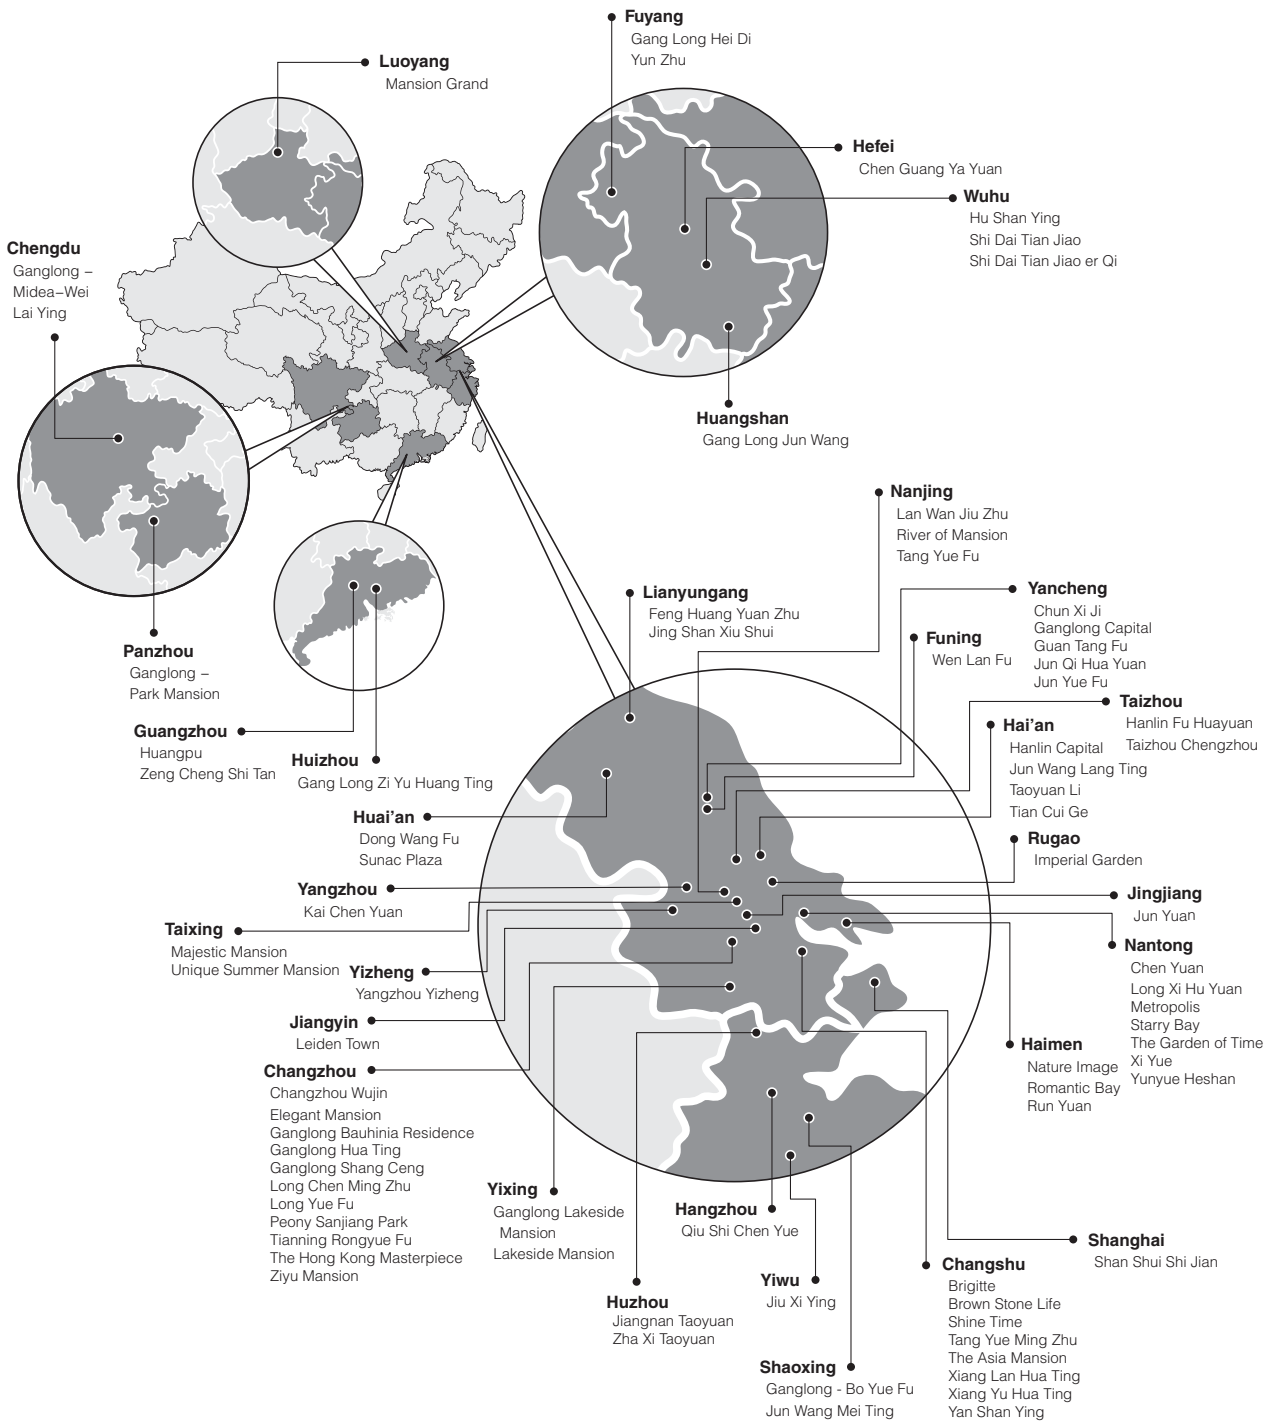 Fuyang
Gang Long Hei Di
Yun Zhu
Luoyang
Mansion Grand
Hefei
Chen Guang Ya Yuan
Wuhu
Hu Shan Ying
Shi Dai Tian Jiao
Shi Dai Tian Jiao er Qi
Chengdu
Ganglong –
Midea–Wei
Lai Ying
Huangshan
Gang Long Jun Wang
Nanjing
Lan Wan Jiu Zhu
River of Mansion
Tang Yue Fu
Lianyungang
Feng Huang Yuan Zhu
Jing Shan Xiu Shui
Yancheng
Chun Xi Ji
Ganglong Capital
Guan Tang Fu
Jun Qi Hua Yuan
Jun Yue Fu
Funing
Wen Lan Fu
Panzhou
Ganglong –
Park Mansion
Taizhou
Hanlin Fu Huayuan
Taizhou Chengzhou
Hai'an
Hanlin Capital
Jun Wang Lang Ting
Taoyuan Li
Tian Cui Ge
Guangzhou
Huangpu
Zeng Cheng Shi Tan
Huizhou
Gang Long Zi Yu Huang Ting
Huai'an
Dong Wang Fu
Sunac Plaza
Rugao
Imperial Garden
Yangzhou
Kai Chen Yuan
Jingjiang
Jun Yuan
Taixing
Majestic Mansion
Unique Summer Mansion
Nantong
Chen Yuan
Long Xi Hu Yuan
Metropolis
Starry Bay
The Garden of Time
Xi Yue
Yunyue Heshan
Yizheng
Yangzhou Yizheng
Jiangyin
Leiden Town
Haimen
Nature Image
Romantic Bay
Run Yuan
Changzhou
Changzhou Wujin
Elegant Mansion
Ganglong Bauhinia Residence
Ganglong Hua Ting
Ganglong Shang Ceng
Long Chen Ming Zhu
Long Yue Fu
Peony Sanjiang Park
Tianning Rongyue Fu
The Hong Kong Masterpiece
Ziyu Mansion
Yixing
Ganglong Lakeside
Mansion
Lakeside Mansion
Hangzhou
Qiu Shi Chen Yue
Shanghai
Shan Shui Shi Jian
Changshu
Brigitte
Brown Stone Life
Shine Time
Tang Yue Ming Zhu
The Asia Mansion
Xiang Lan Hua Ting
Xiang Yu Hua Ting
Yan Shan Ying
Yiwu
Jiu Xi Ying
Huzhou
Jiangnan Taoyuan
Zha Xi Taoyuan
Shaoxing
Ganglong - Bo Yue Fu
Jun Wang Mei Ting